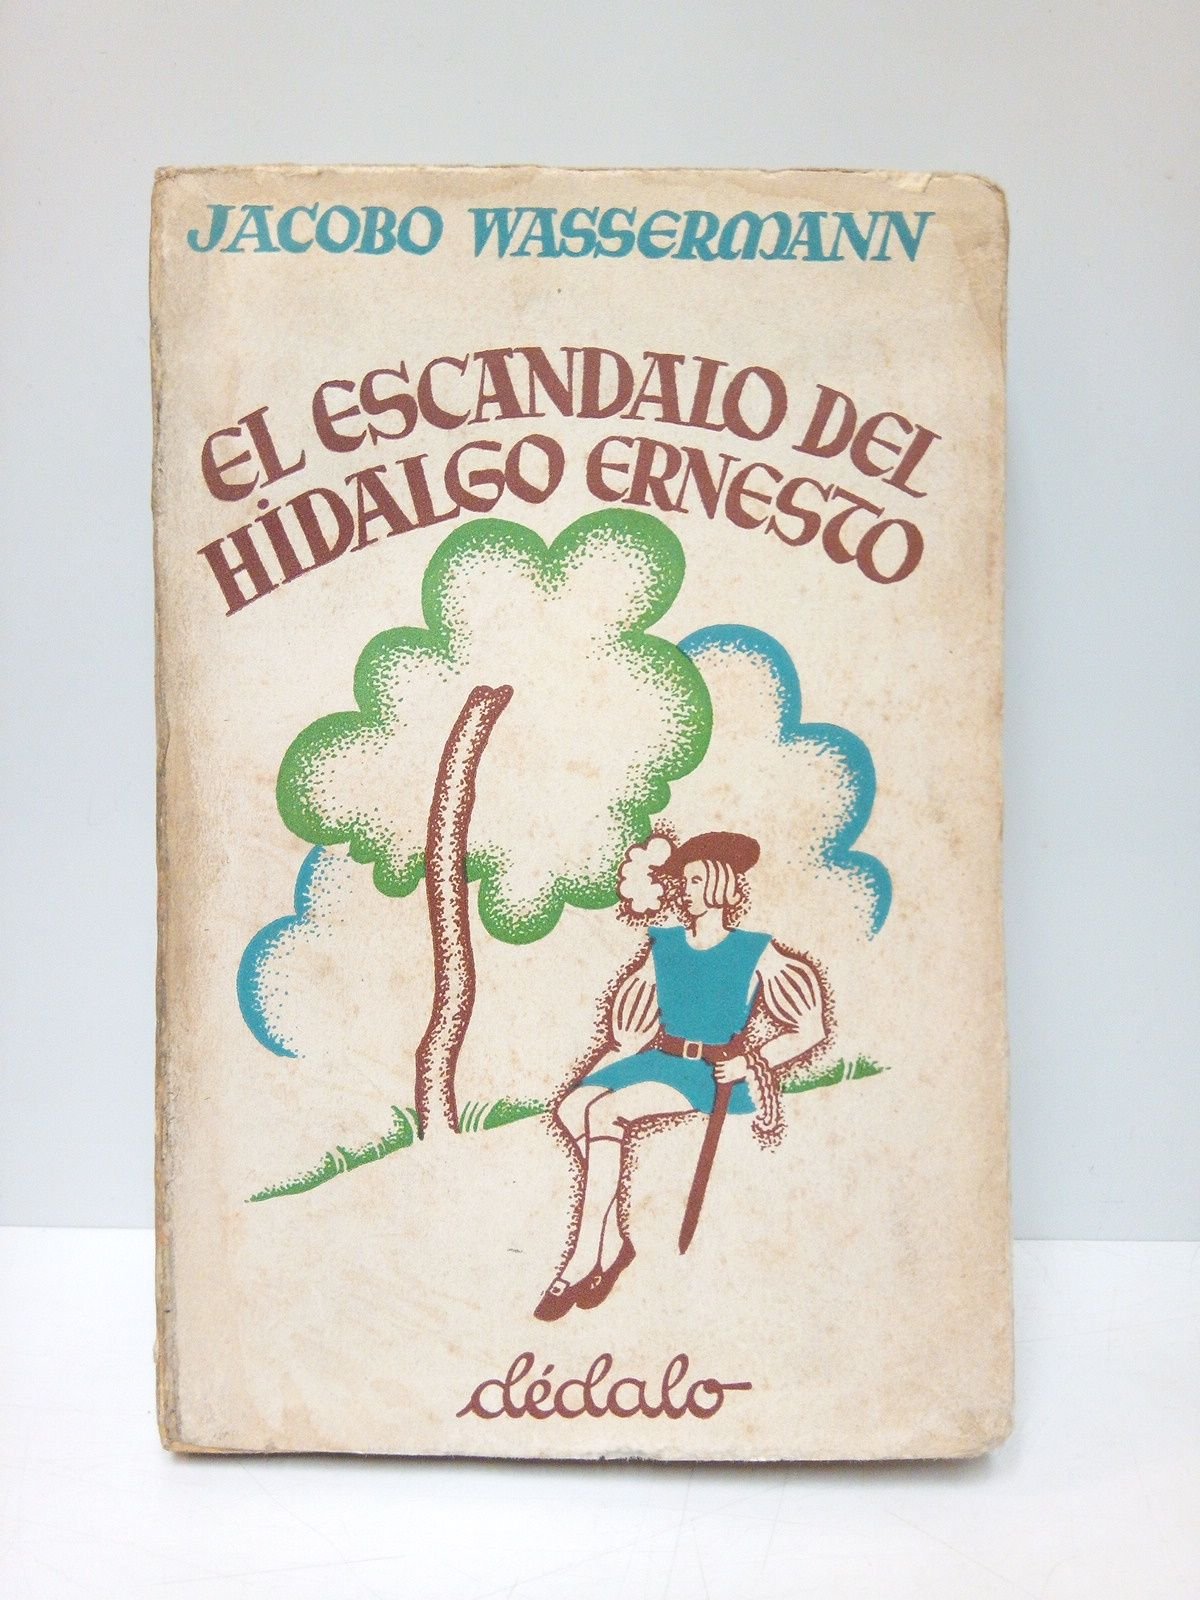 JACOBO WASSERMANN
EL ESCANDALO DEL
HIDALGO ERNESTO
dédalo